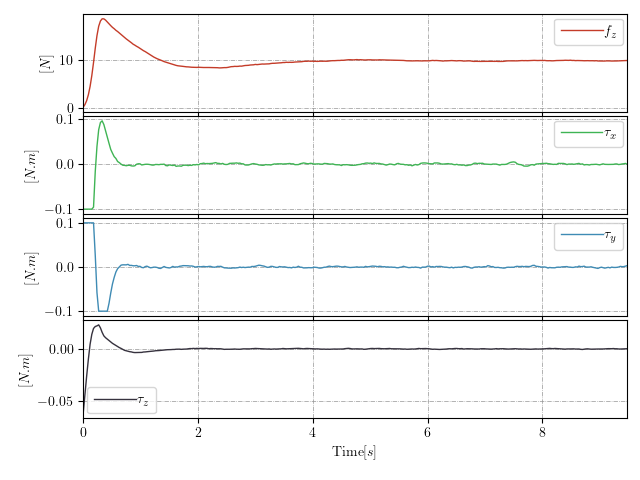 [N]
10
0
f_z
[N.m]
0.1
0.0
−0.1
τ_x
[N.m]
0.1
0.0
−0.1
τ_y
[N.m]
0.00
−0.05
τ_z
0 2 4 6 8
Time[s]